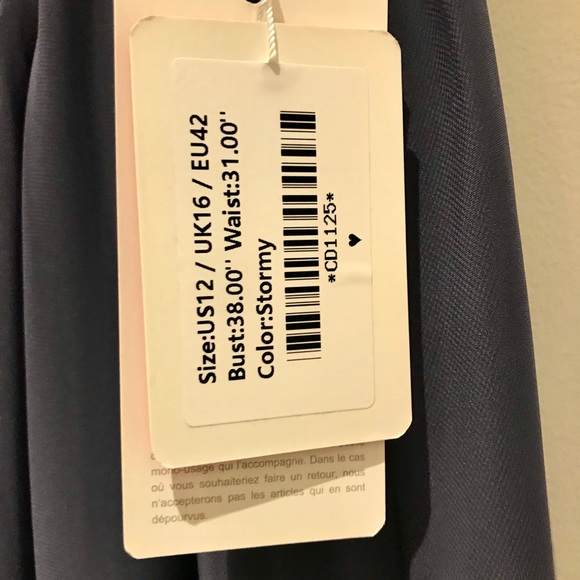 Size:US12 / UK16 / EU42
Bust:38.00'' Waist:31.00''
Color:Stormy
*CD1125*
♥
mono-usage qui l'accompagne. Dans le cas
où vous souhaiteriez faire un retour, nous
n'accepterons pas les articles qui en sont
dépourvus.